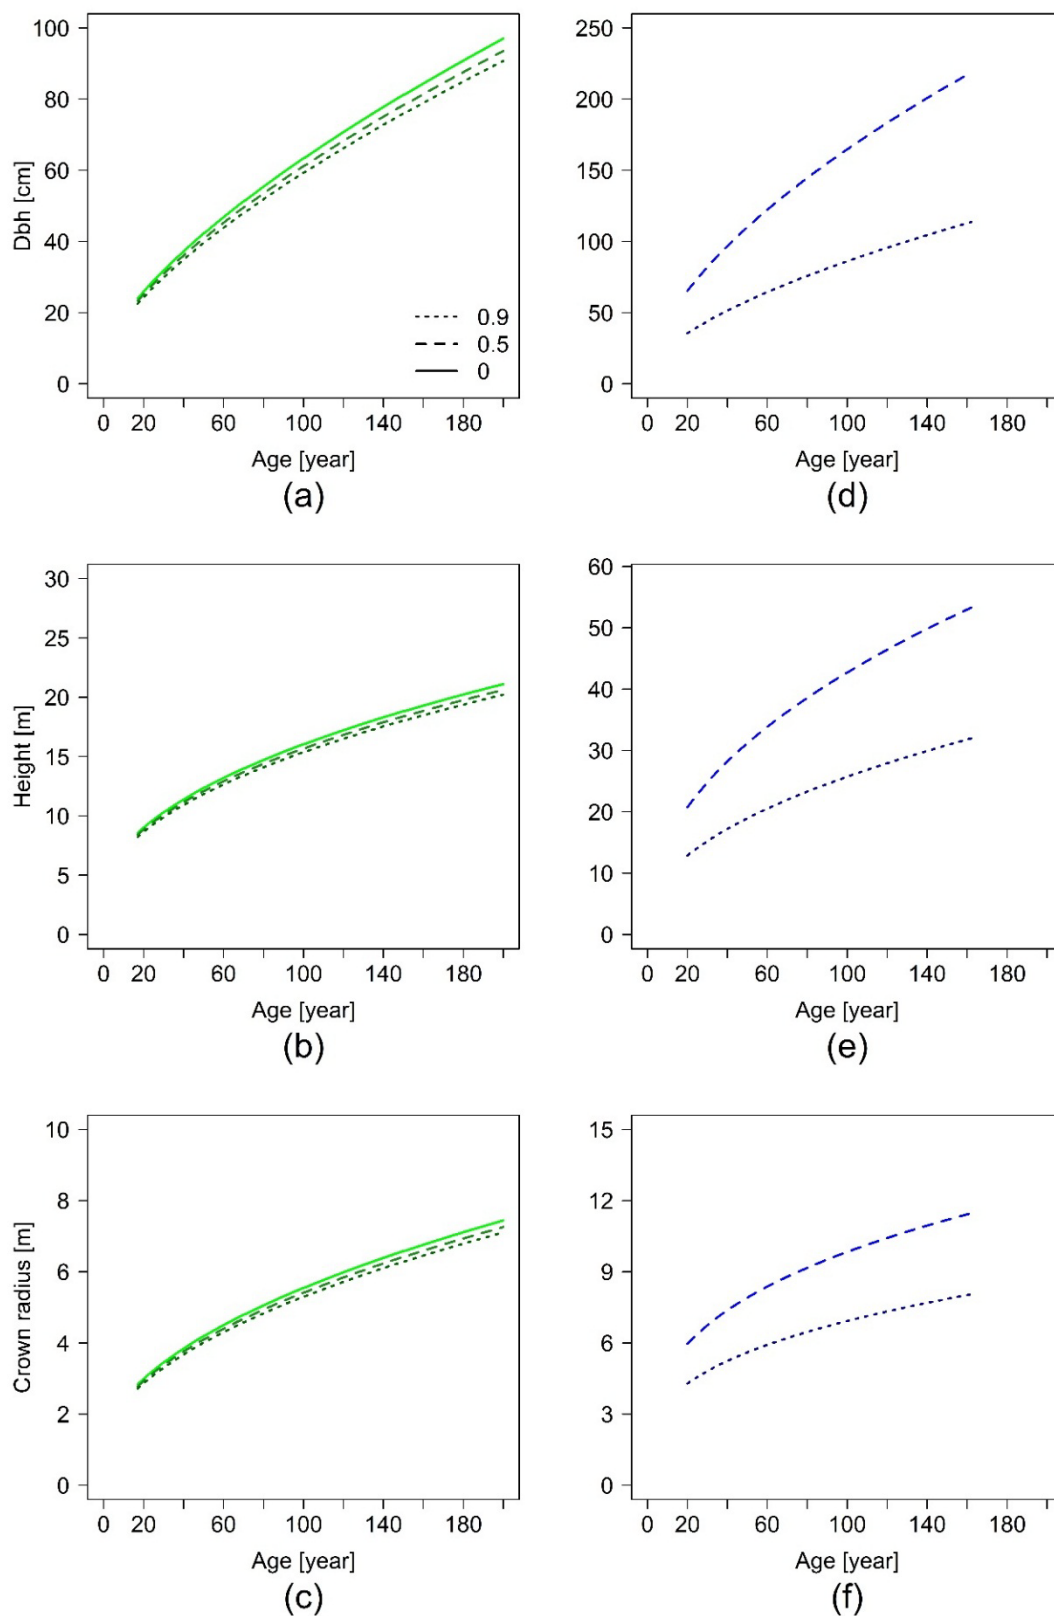 100
80
60
40
20
0
Dbh [cm]
0.9
0.5
0
0 20 60 100 140 180
Age [year]
(a)
250
200
150
100
50
0
0 20 60 100 140 180
Age [year]
(d)
30
25
20
15
10
5
0
Height [m]
0 20 60 100 140 180
Age [year]
(b)
60
50
40
30
20
10
0
0 20 60 100 140 180
Age [year]
(e)
10
8
6
4
2
0
Crown radius [m]
0 20 60 100 140 180
Age [year]
(c)
15
12
9
6
3
0
0 20 60 100 140 180
Age [year]
(f)